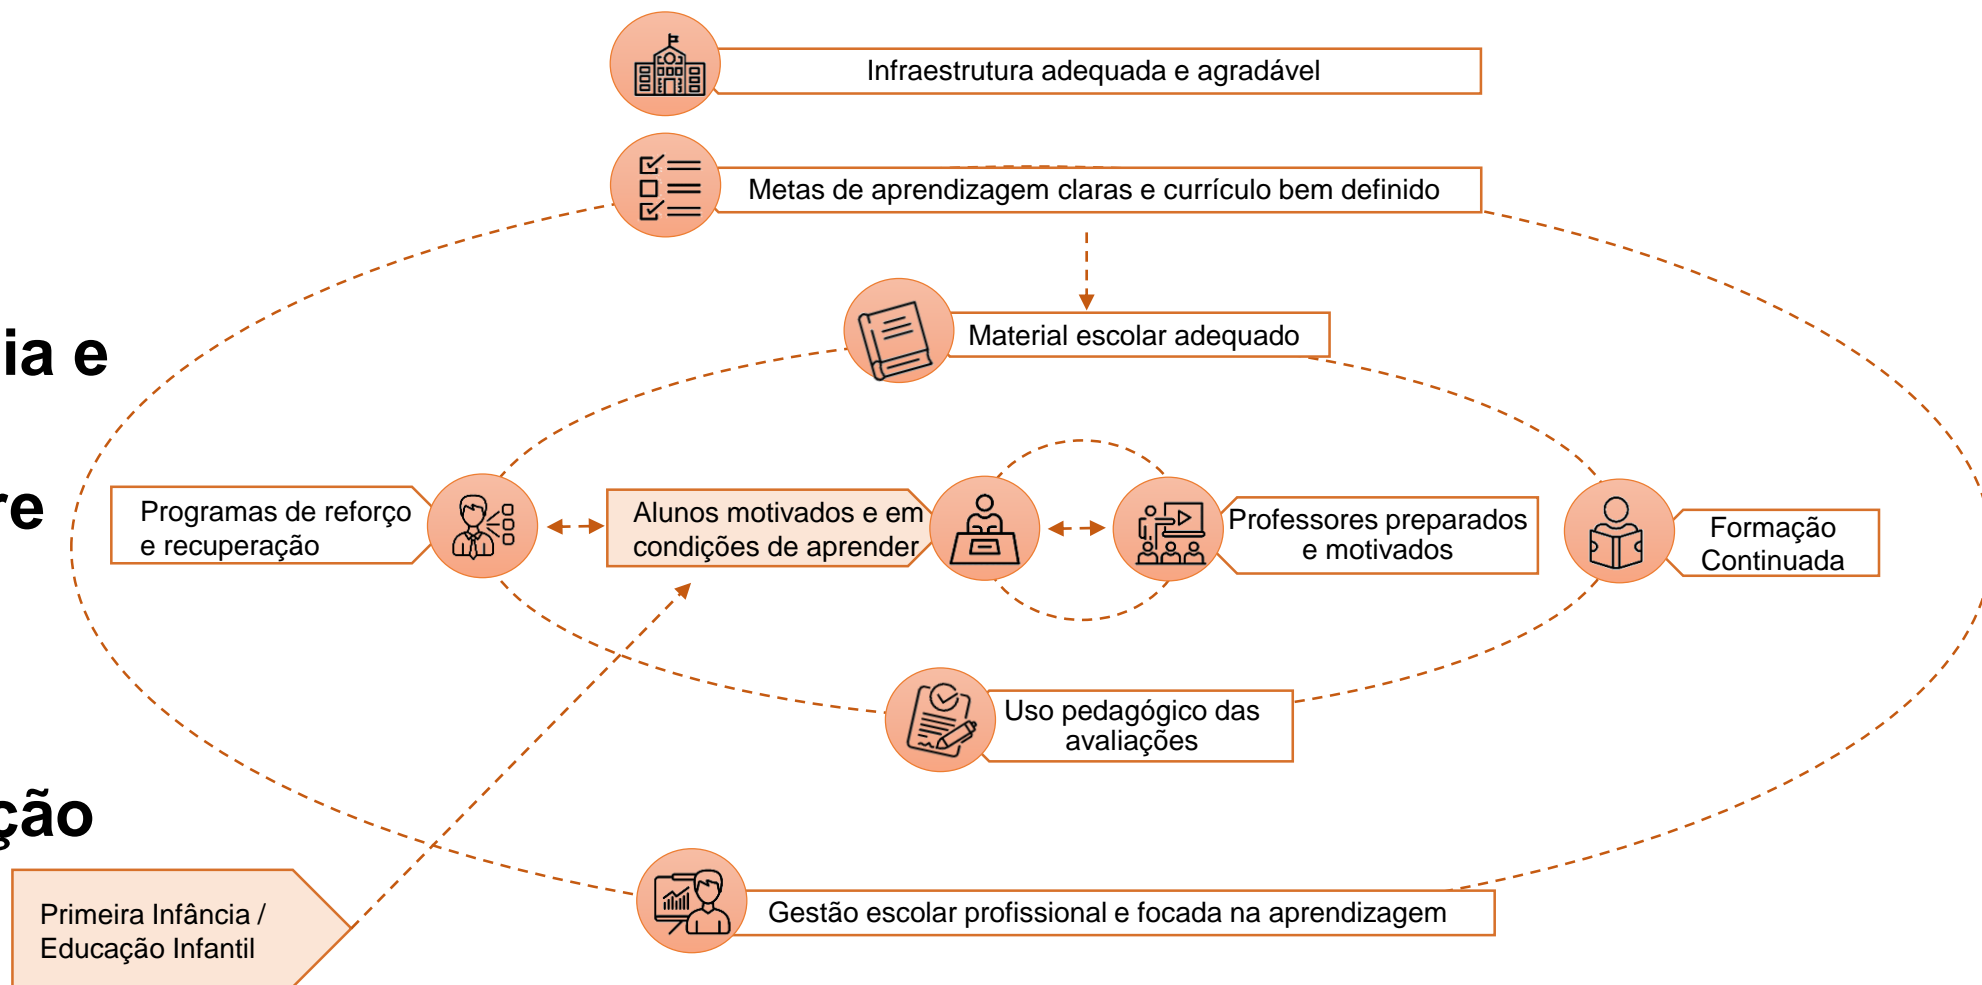 Infraestrutura adequada e agradável
Metas de aprendizagem claras e currículo bem definido
Material escolar adequado
ia e
re
ção
Programas de reforço
e recuperação
Alunos motivados e em
condições de aprender
Professores preparados
e motivados
Formação
Continuada
Uso pedagógico das
avaliações
Primeira Infância /
Educação Infantil
Gestão escolar profissional e focada na aprendizagem